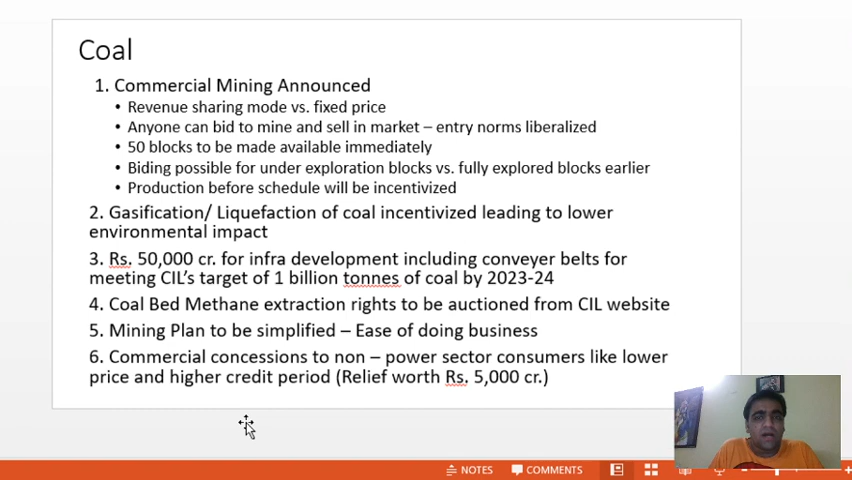 Coal
1. Commercial Mining Announced
• Revenue sharing mode vs. fixed price
• Anyone can bid to mine and sell in market – entry norms liberalized
• 50 blocks to be made available immediately
• Biding possible for under exploration blocks vs. fully explored blocks earlier
• Production before schedule will be incentivized
2. Gasification/ Liquefaction of coal incentivized leading to lower
environmental impact
3. Rs. 50,000 cr. for infra development including conveyer belts for
meeting CIL’s target of 1 billion tonnes of coal by 2023-24
4. Coal Bed Methane extraction rights to be auctioned from CIL website
5. Mining Plan to be simplified – Ease of doing business
6. Commercial concessions to non – power sector consumers like lower
price and higher credit period (Relief worth Rs. 5,000 cr.)
NOTES COMMENTS